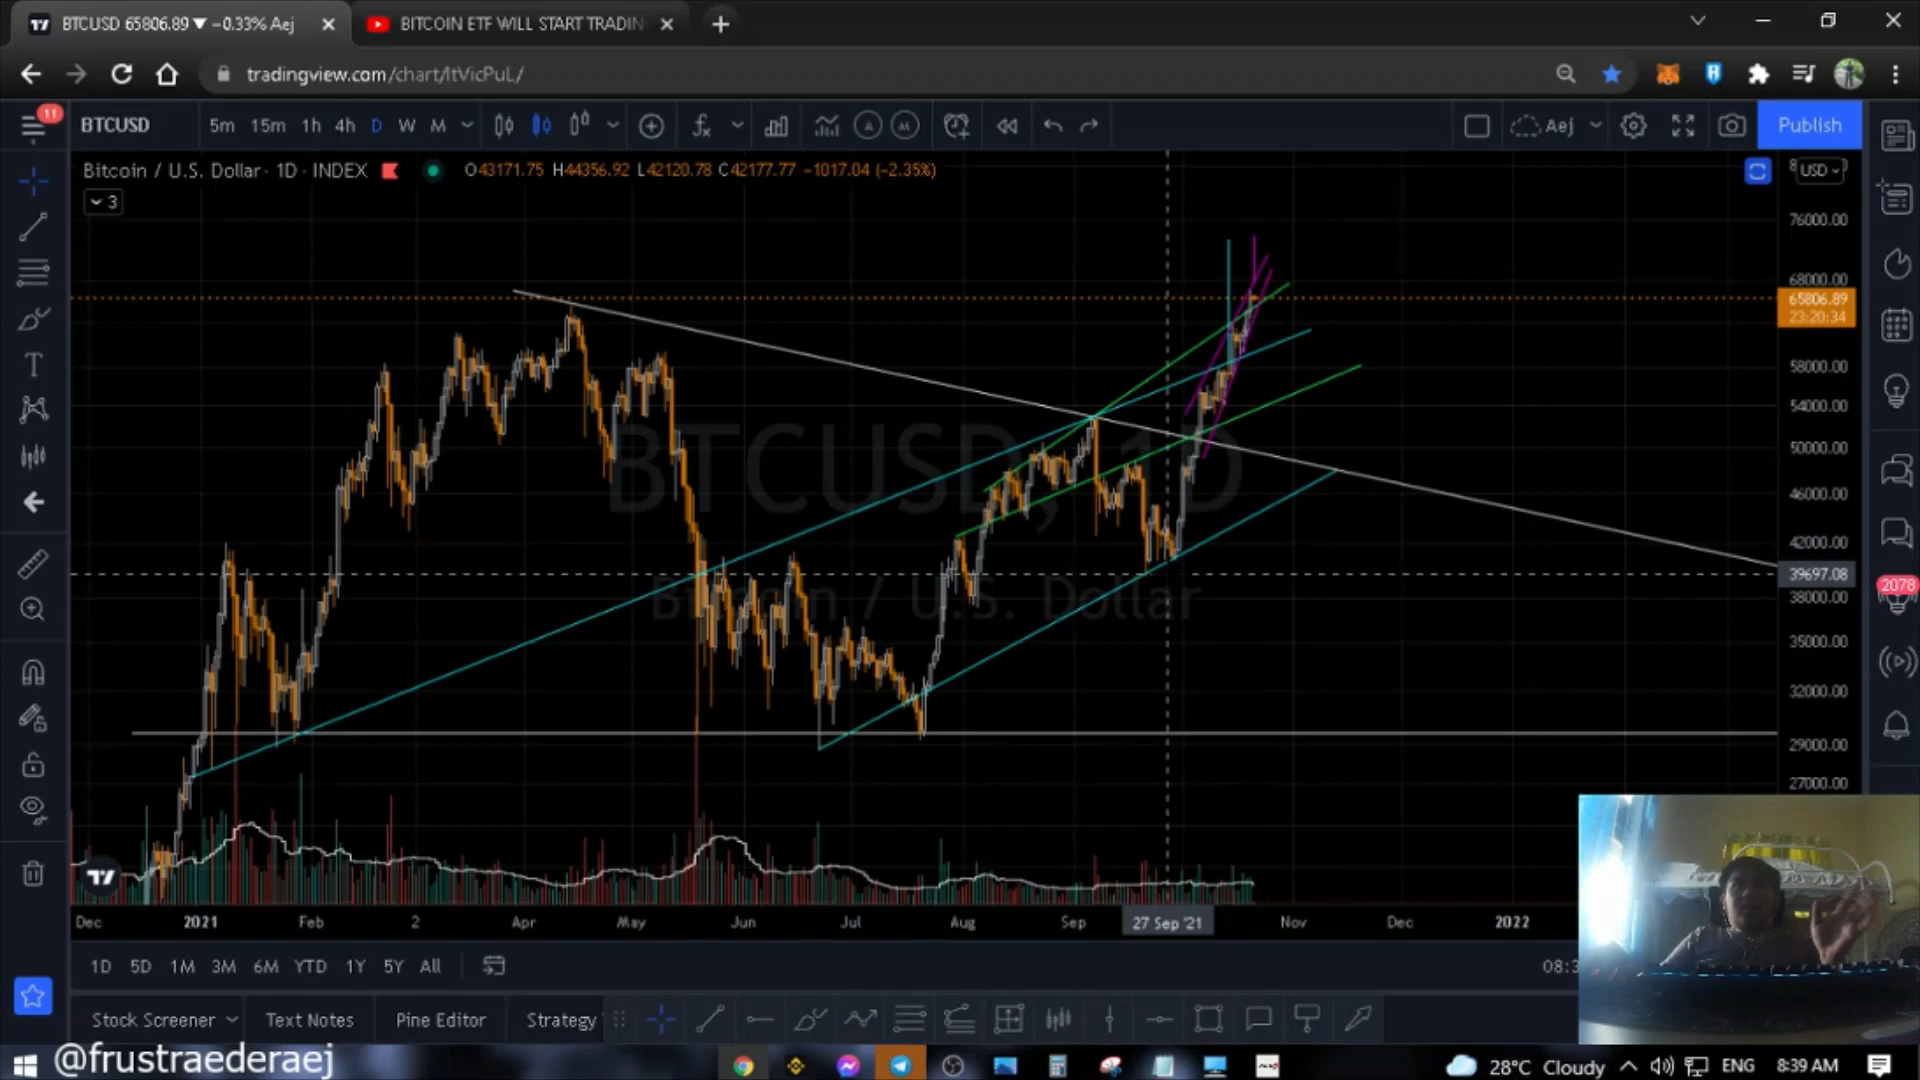 BTCUSD 65806.89 ▼ −0.33% Aej
BITCOIN ETF WILL START TRADIN
tradingview.com/chart/ItVicPuL/
11
BTCUSD 5m 15m 1h 4h D W M
Aej
Publish
Bitcoin / U.S. Dollar · 1D · INDEX O43171.75 H44356.92 L42120.78 C42177.77 −1017.04 (−2.35%)
3
USD
76000.00
68000.00
65806.89
23:20:34
58000.00
54000.00
50000.00
46000.00
42000.00
39697.08
38000.00
35000.00
32000.00
29000.00
27000.00
BTCUSD, 1D
Bitcoin / U.S. Dollar
2078
Dec 2021 Feb 2 Apr May Jun Jul Aug Sep 27 Sep '21 Nov Dec 2022
1D 5D 1M 3M 6M YTD 1Y 5Y All
Stock Screener Text Notes Pine Editor Strategy
@frustraederaej
28°C Cloudy ENG 8:39 AM